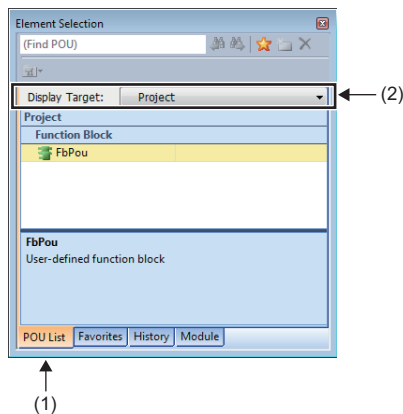 Element Selection
(Find POU)
Display Target: Project
(2)
Project
Function Block
FbPou
FbPou
User-defined function block
POU List Favorites History Module
(1)